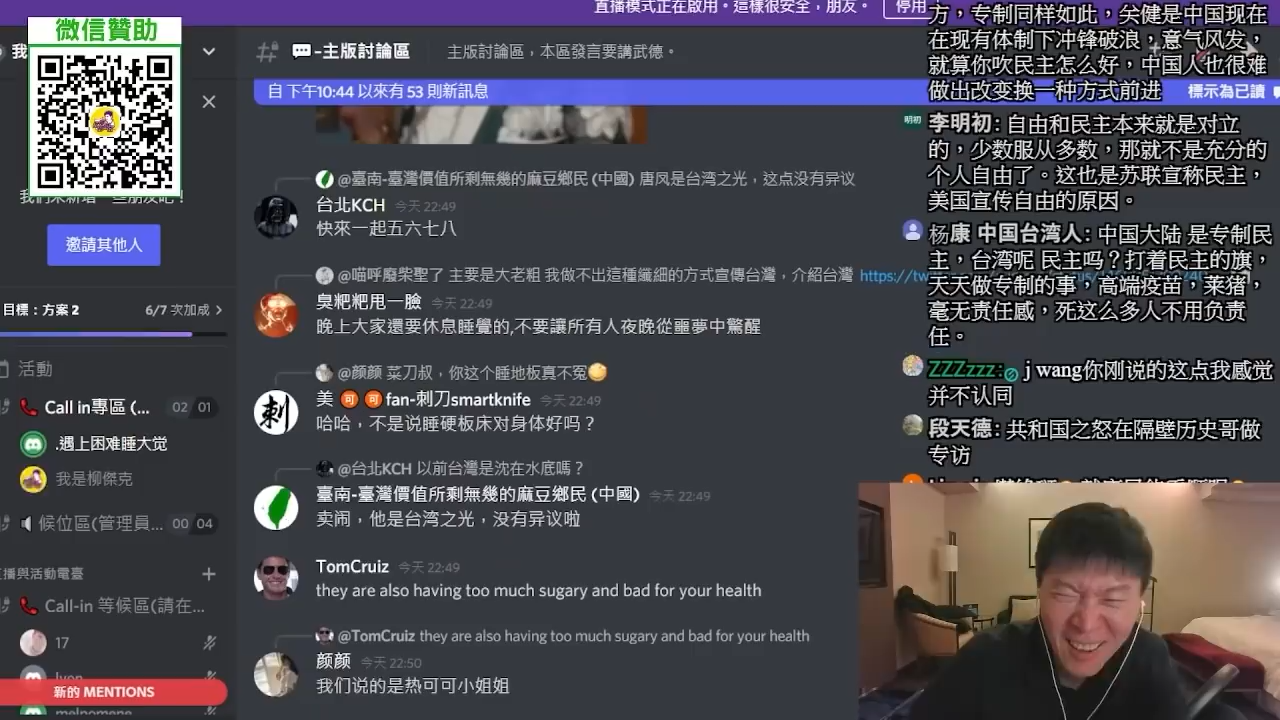 直播模式正在啟用。這樣很安全，朋友。
停用
微信贊助
我
邀請其他人
目標：方案 2
6/7 次加成
活動
Call in專區 (...
02 01
.遇上困难睡大觉
我是柳傑克
候位區(管理員...
00 04
直播與活動電臺
Call-in 等候區(請在...
17
lyon
新的 MENTIONS
melpomene
-主版討論區
主版討論區，本區發言要講武德。
自 下午10:44 以來有 53 則新訊息
標示為已讀
@臺南-臺灣價值所剩無幾的麻豆鄉民 (中國) 唐凤是台湾之光，这点没有异议
台北KCH 今天 22:49
快來一起五六七八
@喵呼廢柴聖了 主要是大老粗 我做不出這種纖細的方式宣傳台灣，介紹台灣 https://tw
臭粑粑甩一臉 今天 22:49
晚上大家還要休息睡覺的,不要讓所有人夜晚從噩夢中驚醒
@颜颜 菜刀叔，你这个睡地板真不冤
美 可 可 fan-刺刀smartknife 今天 22:49
刺
哈哈，不是说睡硬板床对身体好吗？
@台北KCH 以前台灣是沈在水底嗎？
臺南-臺灣價值所剩無幾的麻豆鄉民 (中國) 今天 22:49
卖闹，他是台湾之光，没有异议啦
TomCruiz 今天 22:49
they are also having too much sugary and bad for your health
@TomCruiz they are also having too much sugary and bad for your health
颜颜 今天 22:50
我们说的是热可可小姐姐
方，专制同样如此，尖健是中国现在
在现有体制下冲锋破浪，意气风发，
就算你吹民主怎么好，中国人也很难
做出改变换一种方式前进
明初
李明初: 自由和民主本来就是对立
的，少数服从多数，那就不是充分的
个人自由了。这也是苏联宣称民主，
美国宣传自由的原因。
杨康 中国台湾人: 中国大陆 是专制民
主，台湾呢 民主吗？打着民主的旗，
天天做专制的事，高端疫苗，莱猪，
毫无责任感，死这么多人不用负责
任。
ZZZzzz: j wang你刚说的这点我感觉
并不认同
段天德: 共和国之怒在隔壁历史哥做
专访